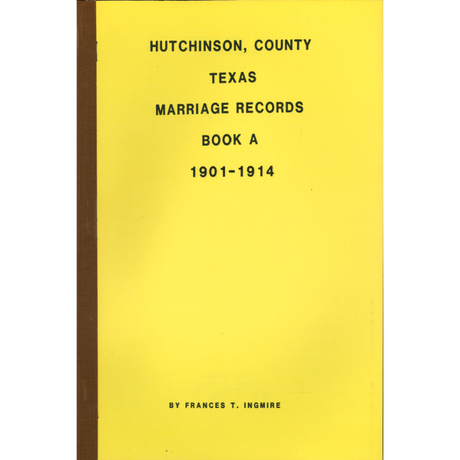 HUTCHINSON, COUNTY
TEXAS
MARRIAGE RECORDS
BOOK A
1901-1914
BY FRANCES T. INGMIRE